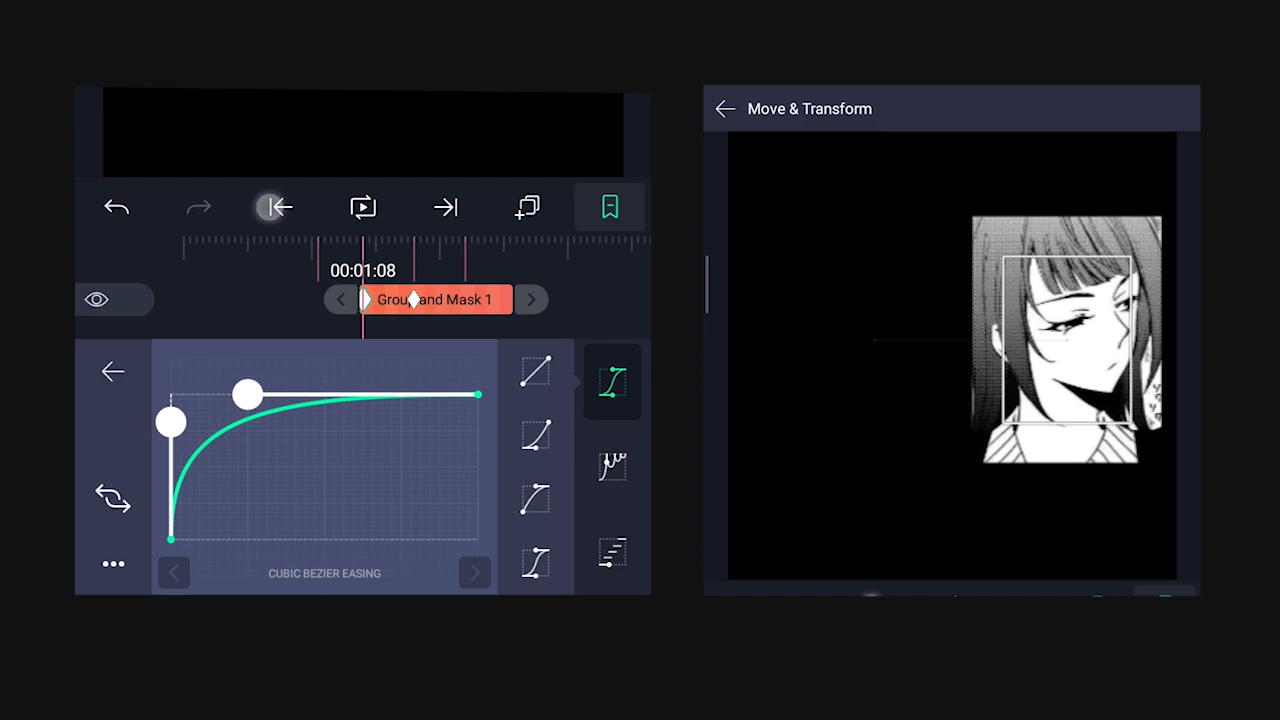 00:01:08
Group and Mask 1
CUBIC BEZIER EASING
Move & Transform